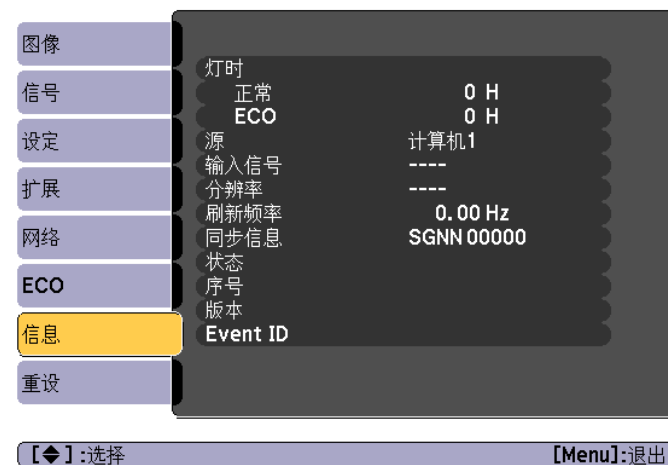 图像
信号
设定
扩展
网络
ECO
信息
重设
灯时
正常 0 H
ECO 0 H
源 计算机1
输入信号 ----
分辨率 ----
刷新频率 0.00 Hz
同步信息 SGNN 00000
状态
序号
版本
Event ID
【◆】:选择 [Menu]:退出